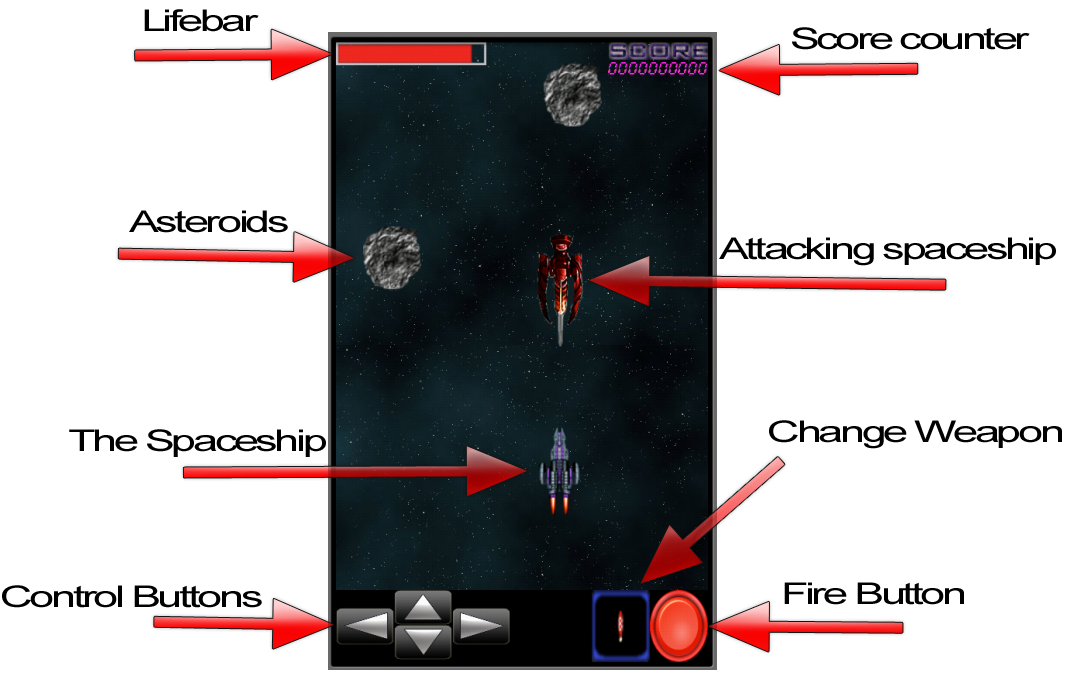 Lifebar
SCORE
Score counter
0000000000
Asteroids
Attacking spaceship
The Spaceship
Change Weapon
Control Buttons
Fire Button